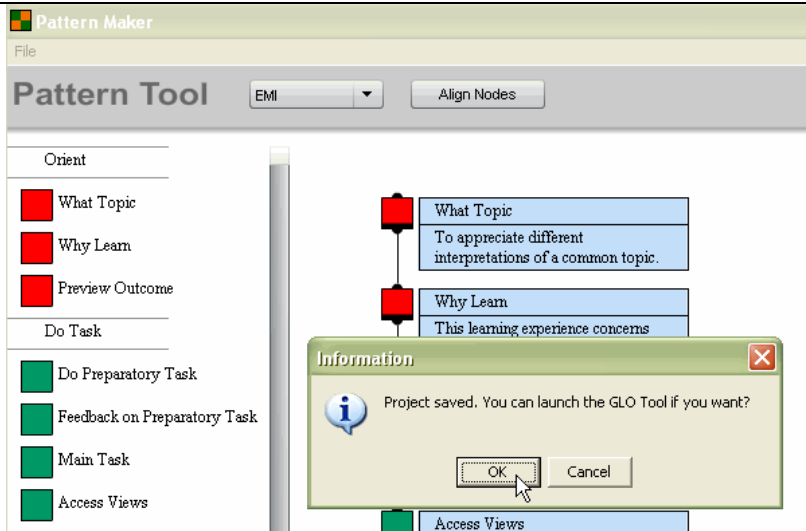 Pattern Maker
File
Pattern Tool
EMI
Align Nodes
Orient
What Topic
Why Learn
Preview Outcome
Do Task
Do Preparatory Task
Feedback on Preparatory Task
Main Task
Access Views
What Topic
To appreciate different
interpretations of a common topic.
Why Learn
This learning experience concerns
Information
Project saved. You can launch the GLO Tool if you want?
OK
Cancel
Access Views